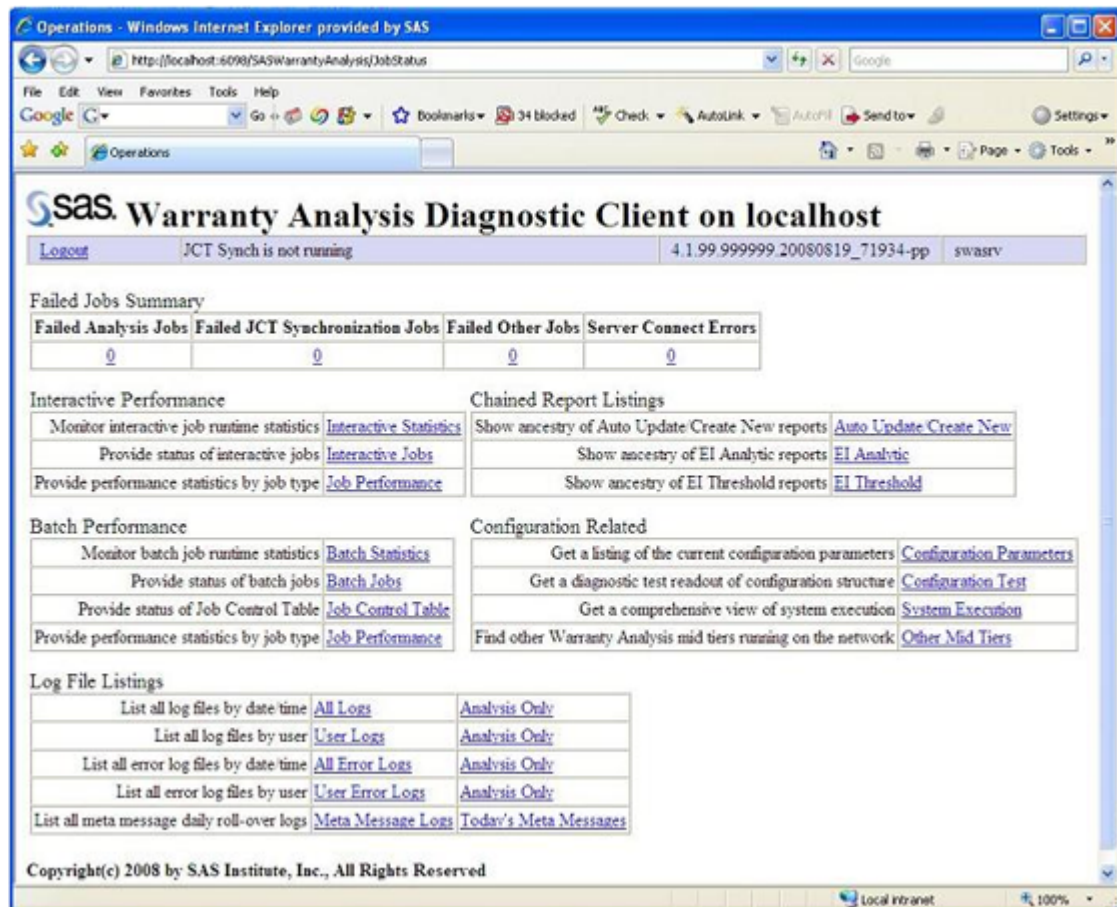 Operations - Windows Internet Explorer provided by SAS
http://localhost:6098/SASWarrantyAnalysis/JobStatus
Google
File Edit View Favorites Tools Help
Google G Go Bookmarks 34 blocked Check AutoLink AutoFill Send to Settings
Operations
Page Tools
sas. Warranty Analysis Diagnostic Client on localhost
Logout JCT Synch is not running 4.1.99.999999.20080819_71934-pp swasrv
Failed Jobs Summary
Failed Analysis Jobs Failed JCT Synchronization Jobs Failed Other Jobs Server Connect Errors
0 0 0 0
Interactive Performance
Monitor interactive job runtime statistics Interactive Statistics
Provide status of interactive jobs Interactive Jobs
Provide performance statistics by job type Job Performance
Chained Report Listings
Show ancestry of Auto Update/Create New reports Auto Update/Create New
Show ancestry of EI Analytic reports EI Analytic
Show ancestry of EI Threshold reports EI Threshold
Batch Performance
Monitor batch job runtime statistics Batch Statistics
Provide status of batch jobs Batch Jobs
Provide status of Job Control Table Job Control Table
Provide performance statistics by job type Job Performance
Configuration Related
Get a listing of the current configuration parameters Configuration Parameters
Get a diagnostic test readout of configuration structure Configuration Test
Get a comprehensive view of system execution System Execution
Find other Warranty Analysis mid tiers running on the network Other Mid Tiers
Log File Listings
List all log files by date/time All Logs Analysis Only
List all log files by user User Logs Analysis Only
List all error log files by date/time All Error Logs Analysis Only
List all error log files by user User Error Logs Analysis Only
List all meta message daily roll-over logs Meta Message Logs Today's Meta Messages
Copyright(c) 2008 by SAS Institute, Inc., All Rights Reserved
Local intranet 100%